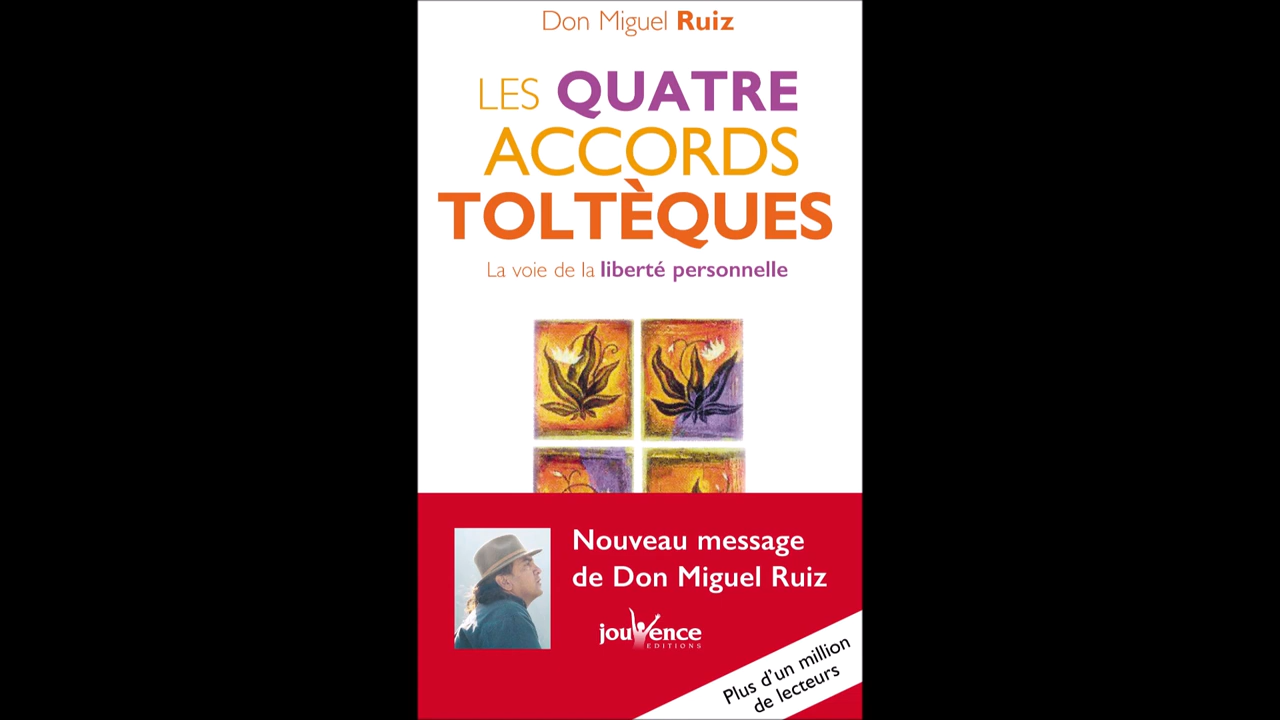 Don Miguel Ruiz
LES QUATRE
ACCORDS
TOLTÈQUES
La voie de la liberté personnelle
Nouveau message
de Don Miguel Ruiz
jouvence
EDITIONS
Plus d'un million
de lecteurs